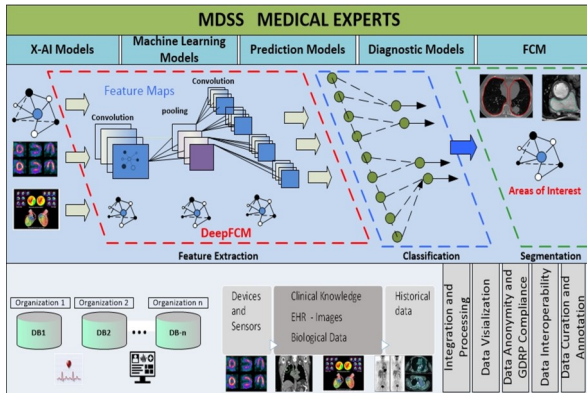 MDSS MEDICAL EXPERTS
X-AI Models
Machine Learning
Models
Prediction Models
Diagnostic Models
FCM
Feature Maps
Convolution
pooling
Convolution
DeepFCM
Areas of Interest
Feature Extraction
Classification
Segmentation
Organization 1
Organization 2
Organization n
DB1
DB2
DB-n
Devices
and
Sensors
Clinical Knowledge
EHR - Images
Biological Data
Historical
data
Integration and
Processing
Data Visialization
Data Anonymity and
GDRP Compliance
Data Interoperability
Data Curation and
Annotation